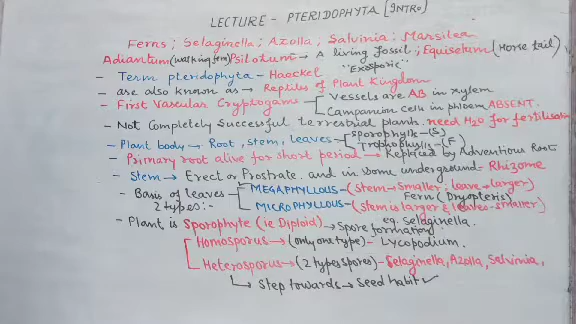 LECTURE - PTERIDOPHYTA [INTRO]
Ferns; Selaginella; Azolla; Salvinia; Marsilea
Adiantum (walking fern) Psilotum → A living fossil; Equisetum (Horse tail),
"Exosporic"
- Term pteridophyta - Haeckel
- are also known as → Reptiles of Plant Kingdom
- First Vascular Cryptogams → Vessels are AB in xylem
Campanion cells in phloem ABSENT.
- Not Completely Successful terrestrial plants. need H2O for fertilisation
- Plant body → Root, stem, leaves → Sporophylls - (S)
Trophophylls - (F)
- Primary root alive for short period → Replaced by Adventious Root
- Stem → Erect or Prostrate and in some underground - Rhizome
- Basis of leaves → MEGAPHYLLOUS - (stem → smaller; leave → larger)
2 types:- Fern (Dryopteris)
MICROPHYLLOUS - (stem is larger & leaves - smaller)
eg. Selaginella.
- Plant is Sporophyte (ie Diploid) → Spore formation
Homosporus → (only one type) - Lycopodium.
Heterosporus → (2 types spores) - Selaginella, Azolla, Salvinia,
↳ Step towards → Seed habit ✓